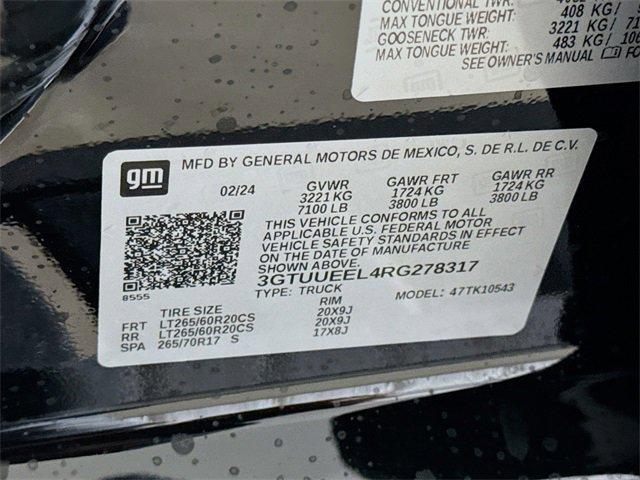 CONVENTIONAL TWR:
MAX TONGUE WEIGHT: 408 KG /
GOOSENECK TWR: 3221 KG / 71
MAX TONGUE WEIGHT: 483 KG / 106
SEE OWNER'S MANUAL FO
gm
MFD BY GENERAL MOTORS DE MEXICO, S. DE R.L. DE C.V.
02/24 GVWR GAWR FRT GAWR RR
3221 KG 1724 KG 1724 KG
7100 LB 3800 LB 3800 LB
THIS VEHICLE CONFORMS TO ALL
APPLICABLE U.S. FEDERAL MOTOR
VEHICLE SAFETY STANDARDS IN EFFECT
ON THE DATE OF MANUFACTURE
SHOWN ABOVE.
3GTUUEEL4RG278317
8555
TYPE: TRUCK MODEL: 47TK10543
TIRE SIZE RIM
FRT LT265/60R20CS 20X9J
RR LT265/60R20CS 20X9J
SPA 265/70R17 S 17X8J